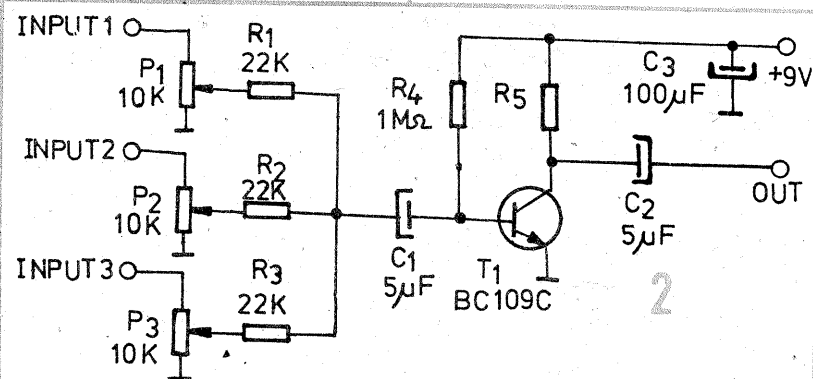 INPUT1
P1
10K
R1
22K
INPUT2
P2
10K
R2
22K
INPUT3
P3
10K
R3
22K
C1
5µF
R4
1MΩ
R5
T1
BC109C
C2
5µF
C3
100µF
+9V
OUT
2